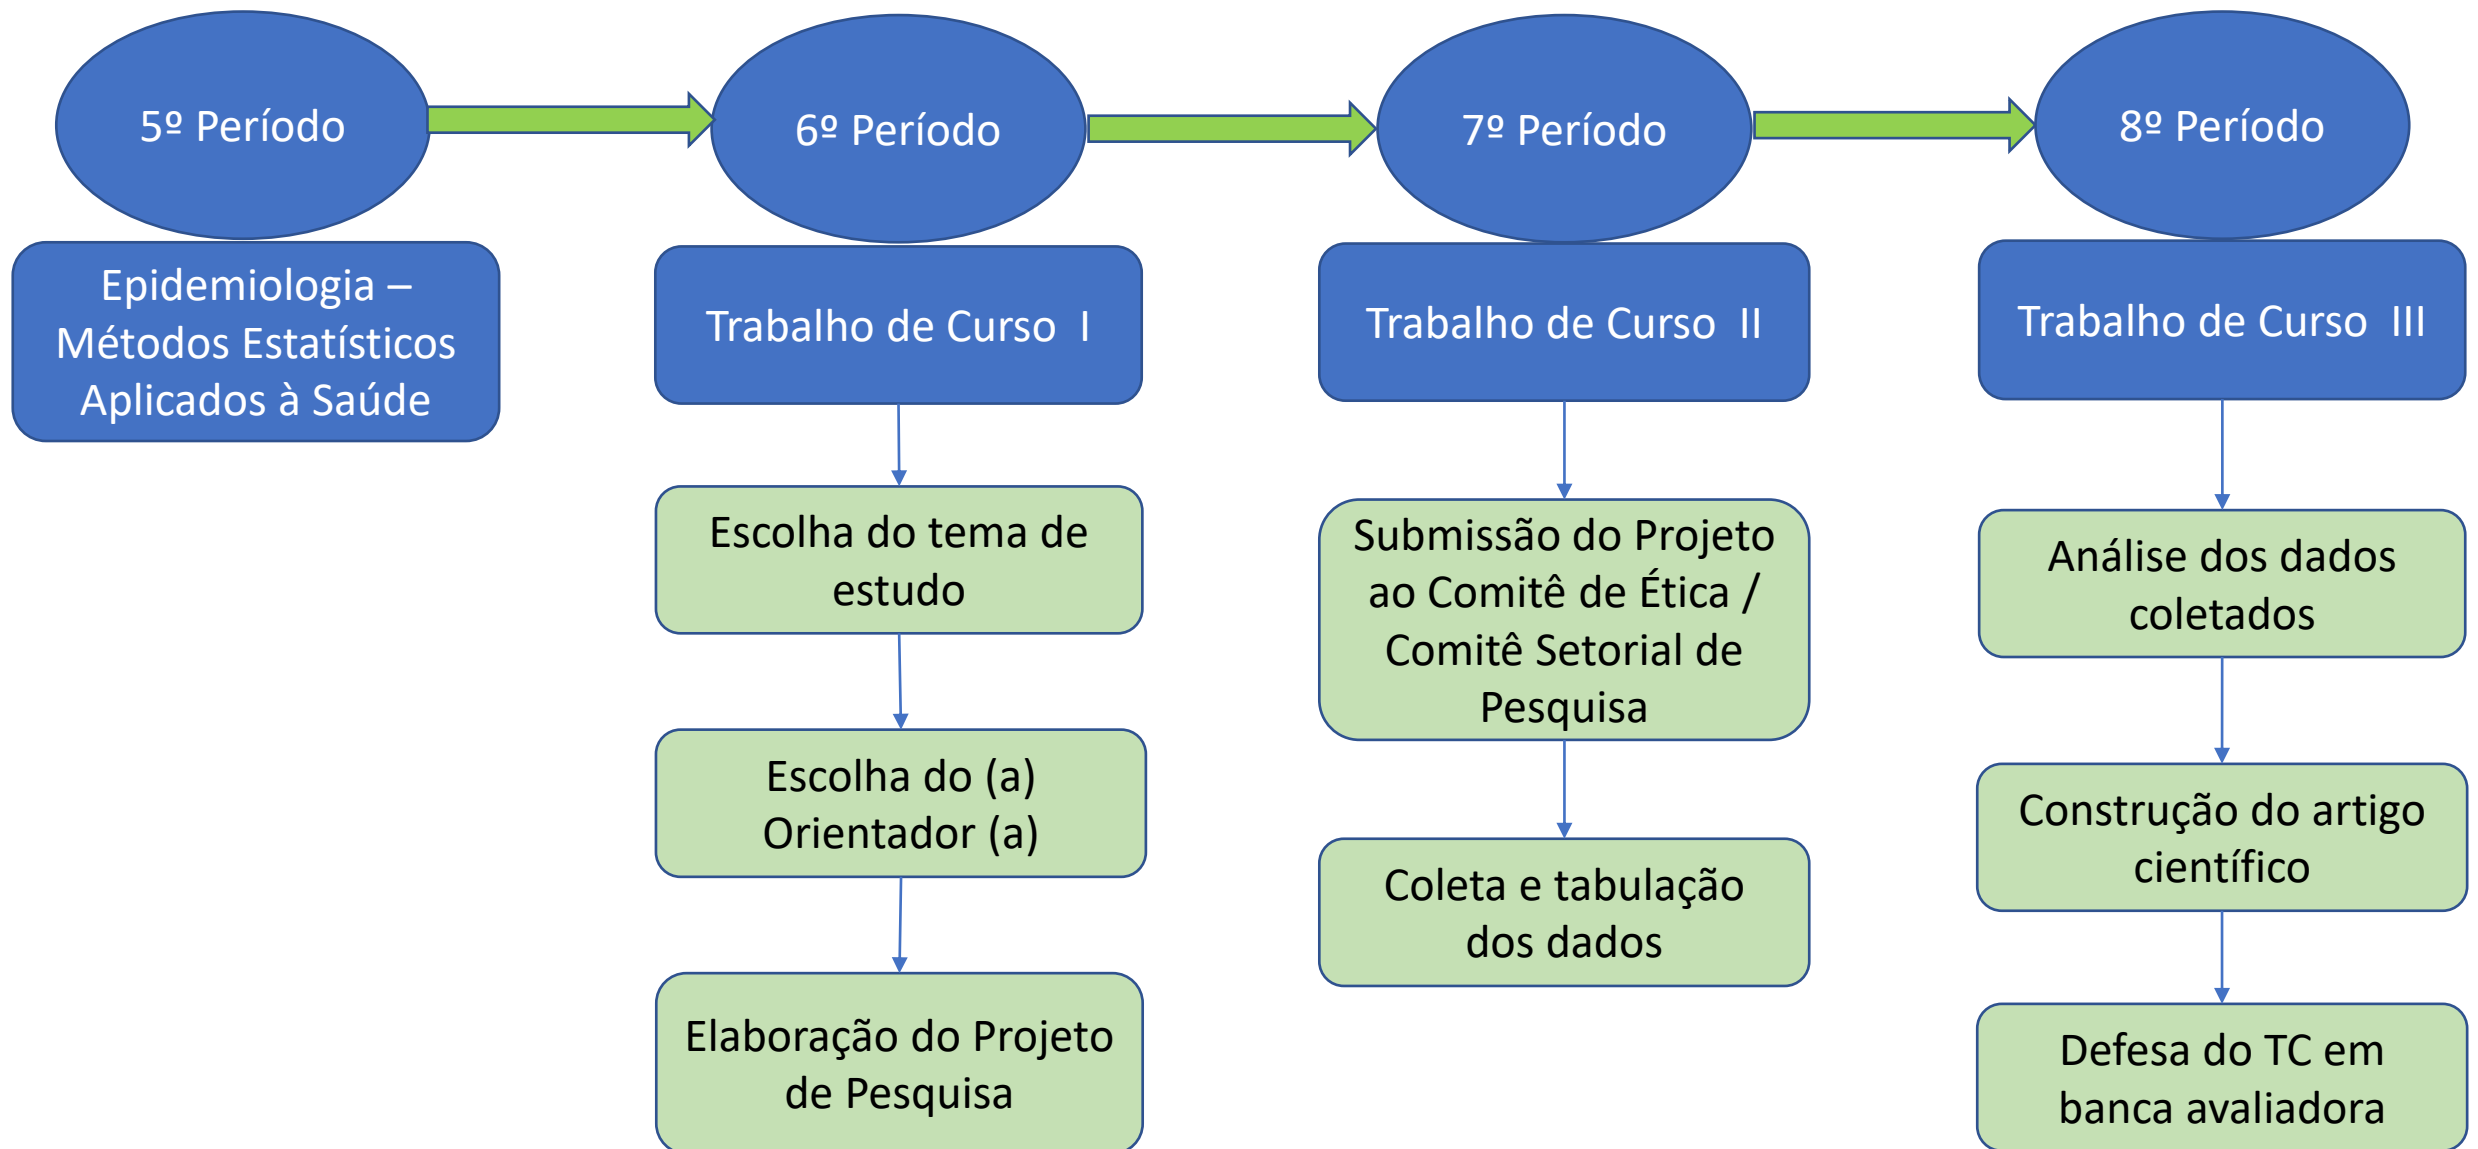 5º Período
6º Período
7º Período
8º Período
Epidemiologia –
Métodos Estatísticos
Aplicados à Saúde
Trabalho de Curso  I
Trabalho de Curso  II
Trabalho de Curso  III
Escolha do tema de
estudo
Escolha do (a)
Orientador (a)
Elaboração do Projeto
de Pesquisa
Submissão do Projeto
ao Comitê de Ética /
Comitê Setorial de
Pesquisa
Coleta e tabulação
dos dados
Análise dos dados
coletados
Construção do artigo
científico
Defesa do TC em
banca avaliadora